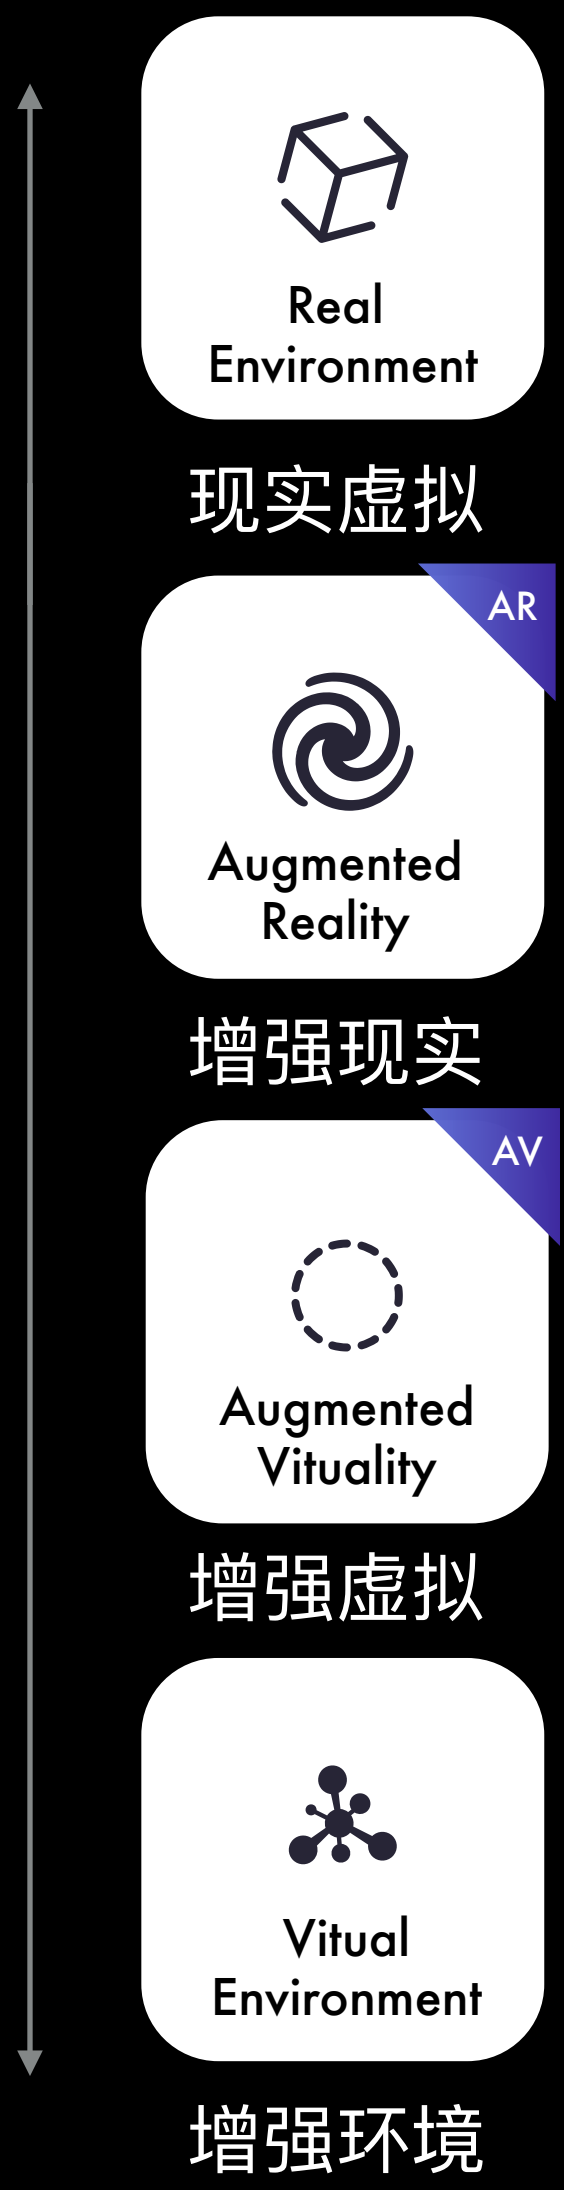 Real
Environment
现实虚拟
AR
Augmented
Reality
增强现实
AV
Augmented
Vituality
增强虚拟
Vitual
Environment
增强环境